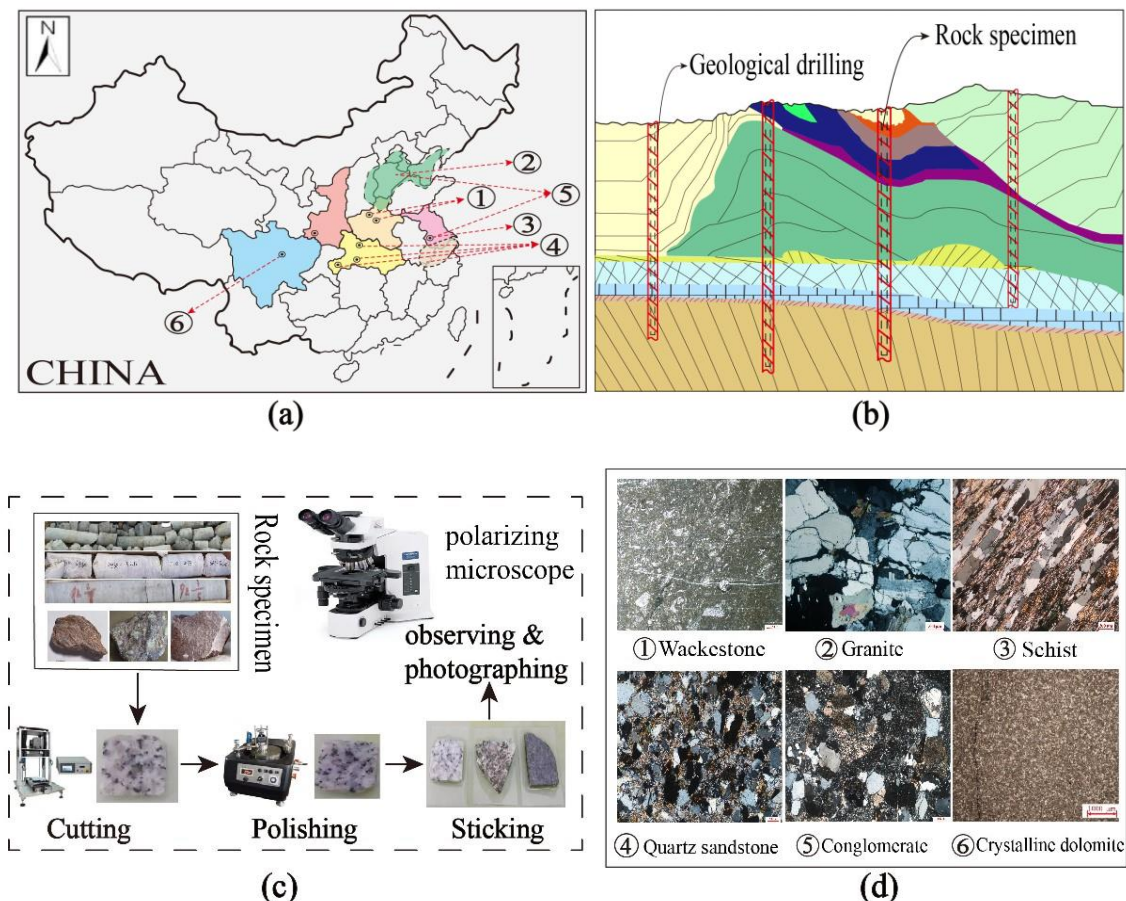 N
②
①
⑤
③
④
⑥
CHINA
(a)
Rock specimen
Geological drilling
(b)
Rock specimen
polarizing
microscope
observing &
photographing
Cutting
Polishing
Sticking
(c)
① Wackestone
② Granite
③ Schist
④ Quartz sandstone
⑤ Conglomerate
⑥ Crystalline dolomite
(d)